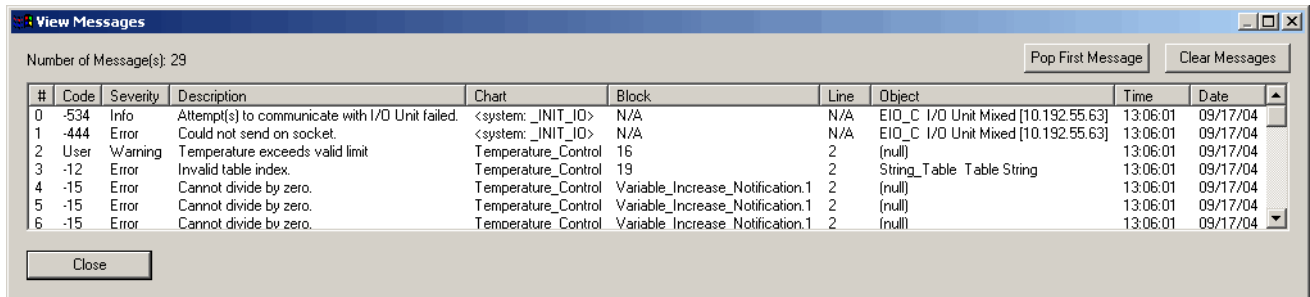 View Messages
Number of Message(s): 29
Pop First Message
Clear Messages
# Code Severity Description Chart Block Line Object Time Date
0 -534 Info Attempt(s) to communicate with I/O Unit failed. <system: _INIT_IO> N/A N/A EIO_C I/O Unit Mixed [10.192.55.63] 13:06:01 09/17/04
1 -444 Error Could not send on socket. <system: _INIT_IO> N/A N/A EIO_C I/O Unit Mixed [10.192.55.63] 13:06:01 09/17/04
2 User Warning Temperature exceeds valid limit Temperature_Control 16 2 (null) 13:06:01 09/17/04
3 -12 Error Invalid table index. Temperature_Control 19 2 String_Table Table String 13:06:01 09/17/04
4 -15 Error Cannot divide by zero. Temperature_Control Variable_Increase_Notification.1 2 (null) 13:06:01 09/17/04
5 -15 Error Cannot divide by zero. Temperature_Control Variable_Increase_Notification.1 2 (null) 13:06:01 09/17/04
6 -15 Error Cannot divide by zero. Temperature_Control Variable_Increase_Notification.1 2 (null) 13:06:01 09/17/04
Close